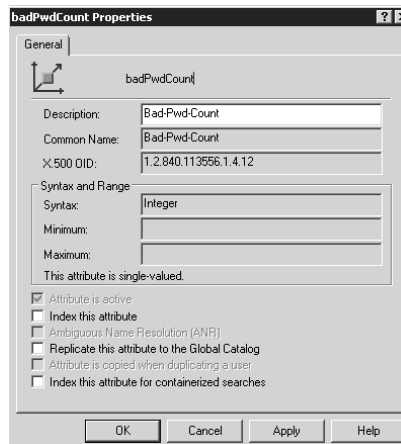 badPwdCount Properties
General
badPwdCount
Description: Bad-Pwd-Count
Common Name: Bad-Pwd-Count
X.500 OID: 1.2.840.113556.1.4.12
Syntax and Range
Syntax: Integer
Minimum:
Maximum:
This attribute is single-valued.
Attribute is active
Index this attribute
Ambiguous Name Resolution (ANR)
Replicate this attribute to the Global Catalog
Attribute is copied when duplicating a user
Index this attribute for containerized searches
OK Cancel Apply Help